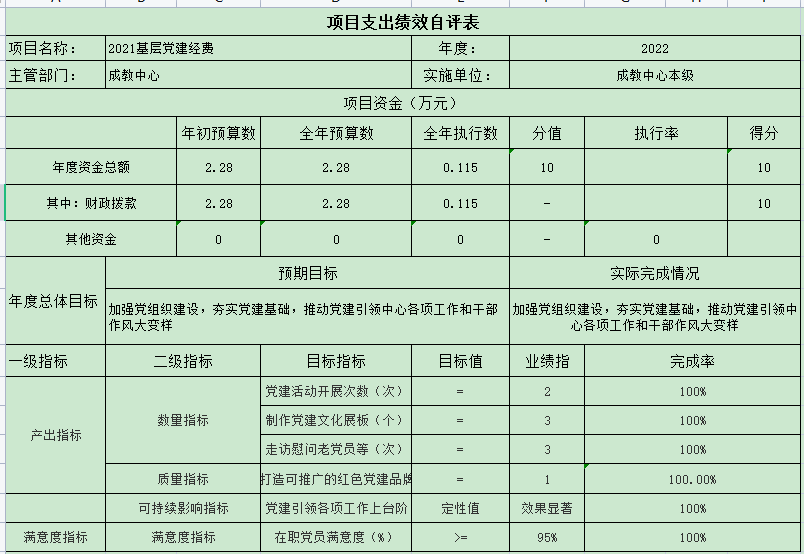 项目支出绩效自评表
项目名称: 2021基层党建经费 年度: 2022
主管部门: 成教中心 实施单位: 成教中心本级
项目资金（万元）
年初预算数 全年预算数 全年执行数 分值 执行率 得分
年度资金总额 2.28 2.28 0.115 10 10
其中: 财政拨款 2.28 2.28 0.115 - 10
其他资金 0 0 0 - 0
年度总体目标 预期目标 实际完成情况
加强党组织建设，夯实党建基础，推动党建引领中心各项工作和干部
作风大变样
加强党组织建设，夯实党建基础，推动党建引领中
心各项工作和干部作风大变样
一级指标 二级指标 目标指标 目标值 业绩指 完成率
产出指标 数量指标 党建活动开展次数（次） = 2 100%
制作党建文化展板（个） = 3 100%
走访慰问老党员等（次） = 3 100%
质量指标 打造可推广的红色党建品牌 = 1 100.00%
可持续影响指标 党建引领各项工作上台阶 定性值 效果显著 100%
满意度指标 满意度指标 在职党员满意度（%） >= 95% 100%